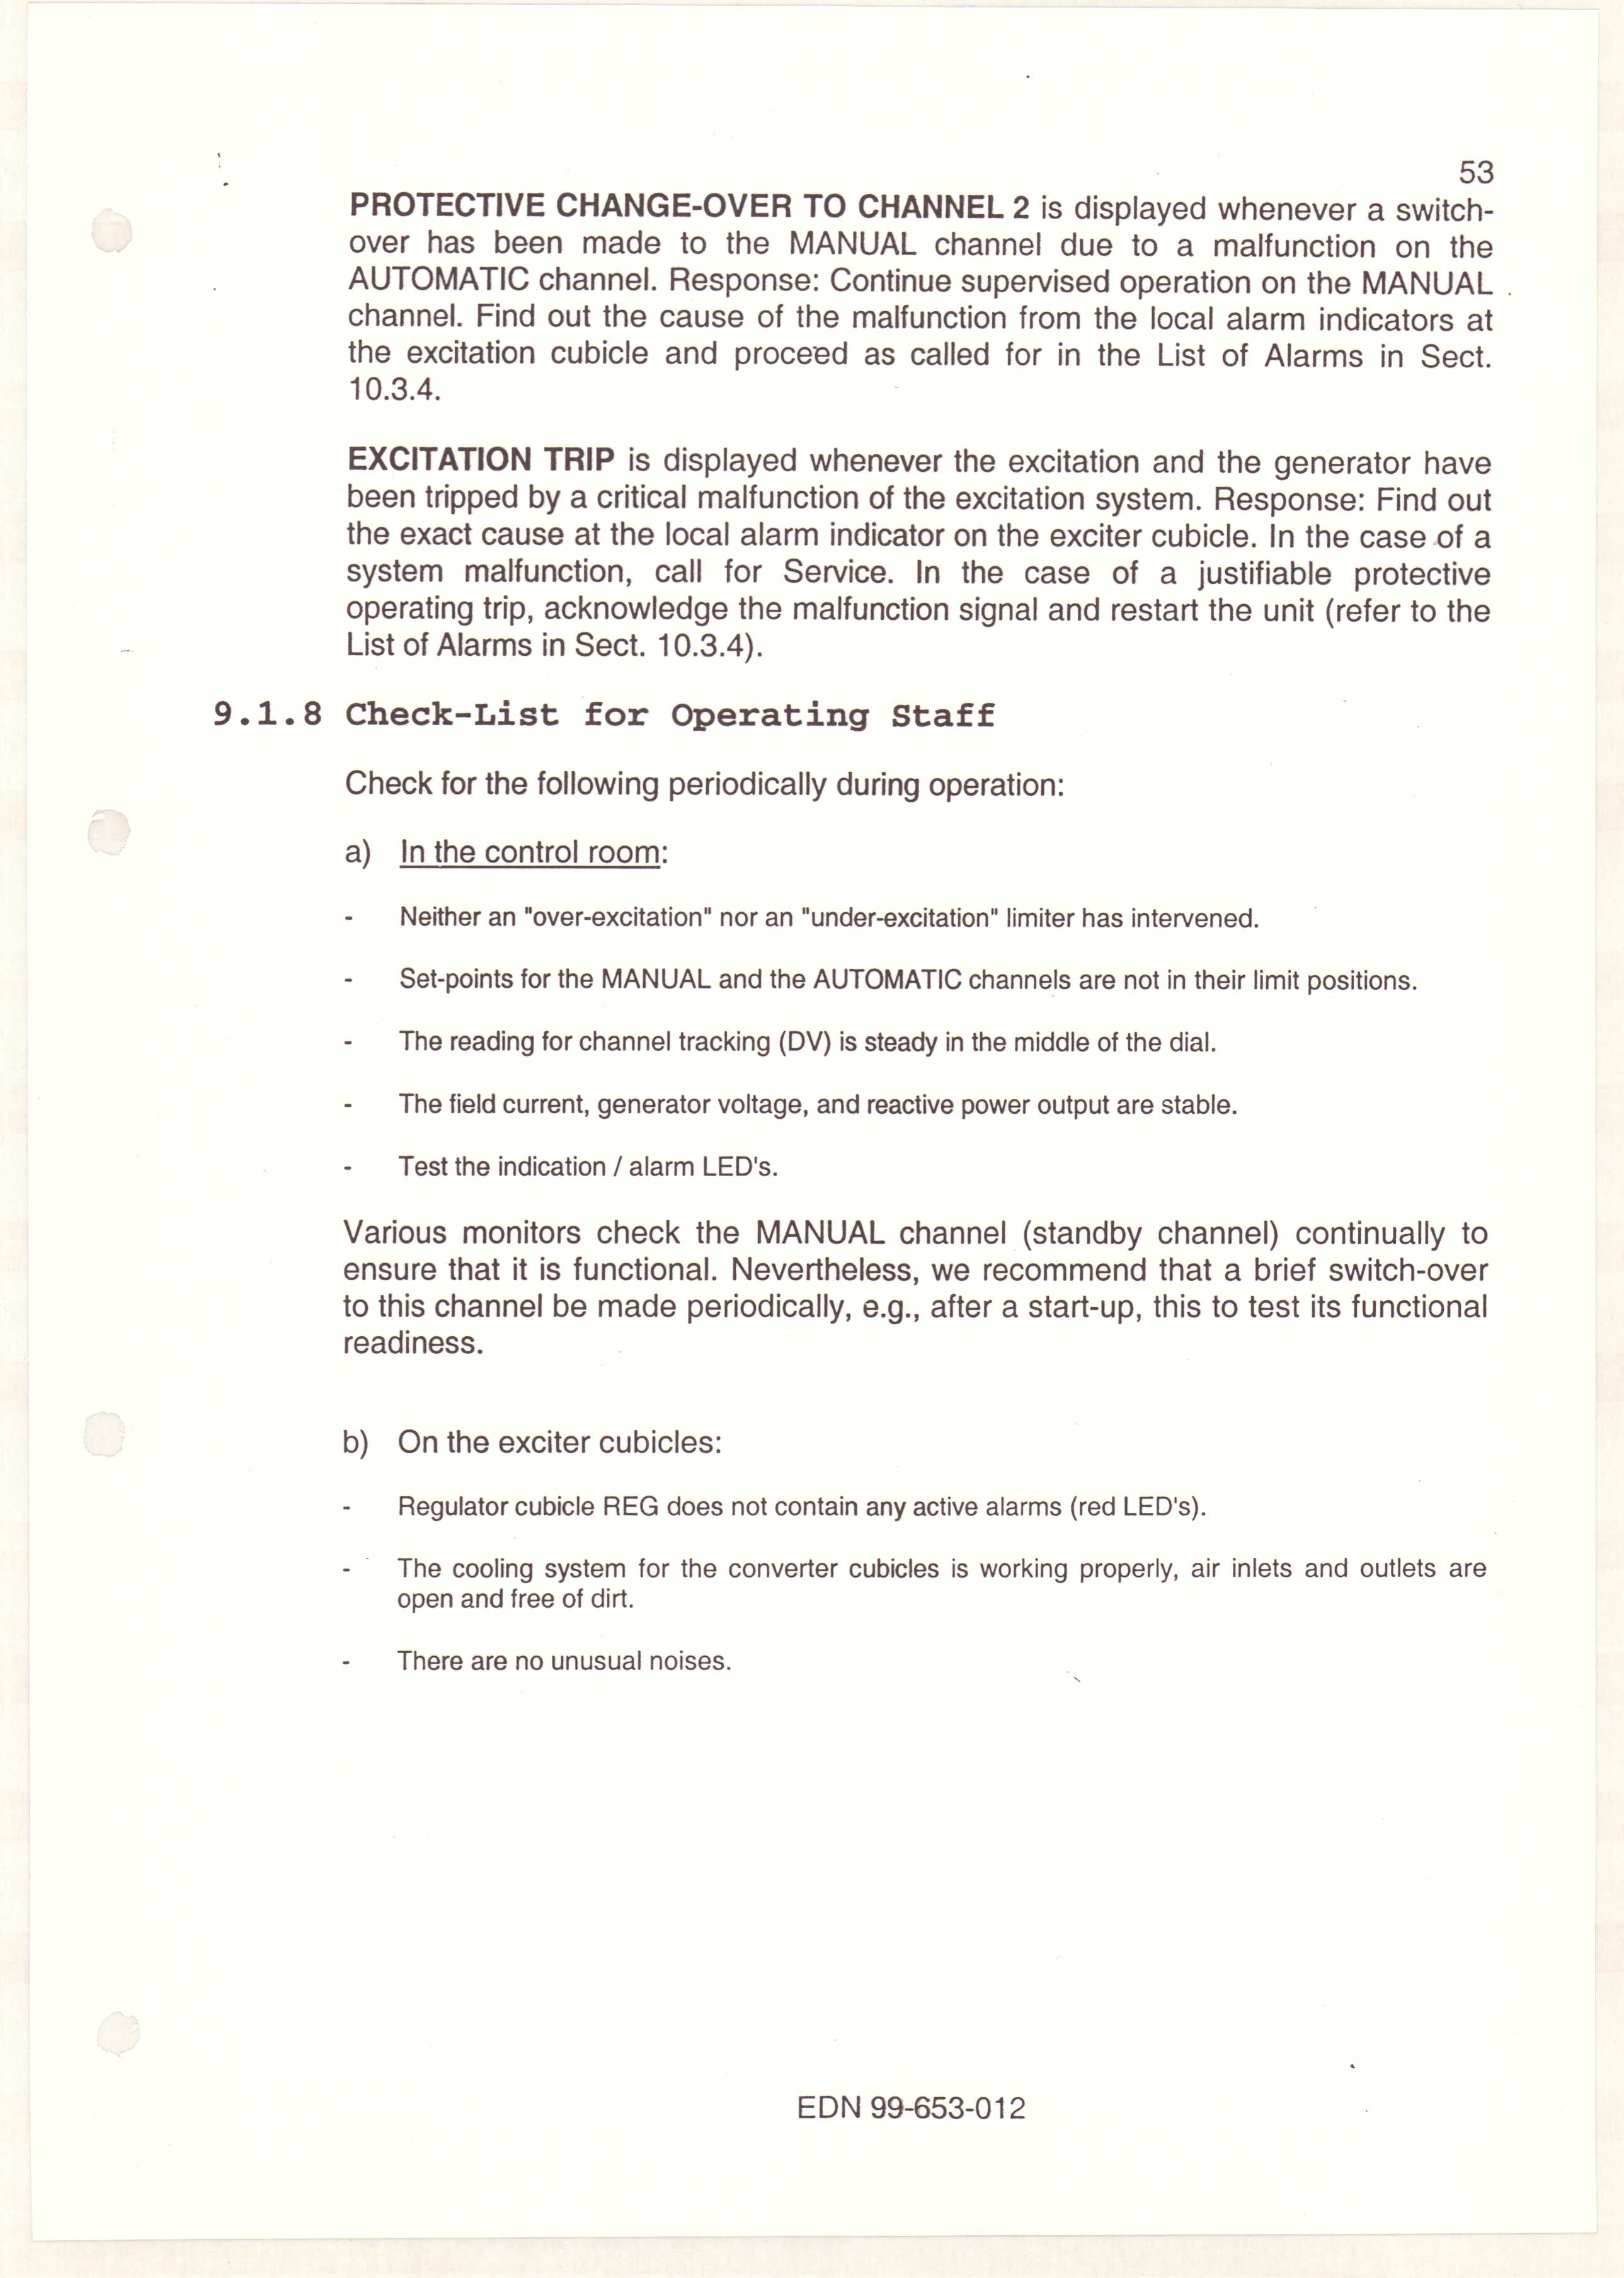 53
PROTECTIVE CHANGE-OVER TO CHANNEL 2 is displayed whenever a switch-
over has been made to the MANUAL channel due to a malfunction on the
AUTOMATIC channel. Response: Continue supervised operation on the MANUAL
channel. Find out the cause of the malfunction from the local alarm indicators at
the excitation cubicle and proceed as called for in the List of Alarms in Sect.
10.3.4.
EXCITATION TRIP is displayed whenever the excitation and the generator have
been tripped by a critical malfunction of the excitation system. Response: Find out
the exact cause at the local alarm indicator on the exciter cubicle. In the case of a
system malfunction, call for Service. In the case of a justifiable protective
operating trip, acknowledge the malfunction signal and restart the unit (refer to the
List of Alarms in Sect. 10.3.4).
9.1.8 Check-List for Operating Staff
Check for the following periodically during operation:
a) In the control room:
- Neither an "over-excitation" nor an "under-excitation" limiter has intervened.
- Set-points for the MANUAL and the AUTOMATIC channels are not in their limit positions.
- The reading for channel tracking (DV) is steady in the middle of the dial.
- The field current, generator voltage, and reactive power output are stable.
- Test the indication / alarm LED's.
Various monitors check the MANUAL channel (standby channel) continually to
ensure that it is functional. Nevertheless, we recommend that a brief switch-over
to this channel be made periodically, e.g., after a start-up, this to test its functional
readiness.
b) On the exciter cubicles:
- Regulator cubicle REG does not contain any active alarms (red LED's).
- The cooling system for the converter cubicles is working properly, air inlets and outlets are
open and free of dirt.
- There are no unusual noises.
EDN 99-653-012